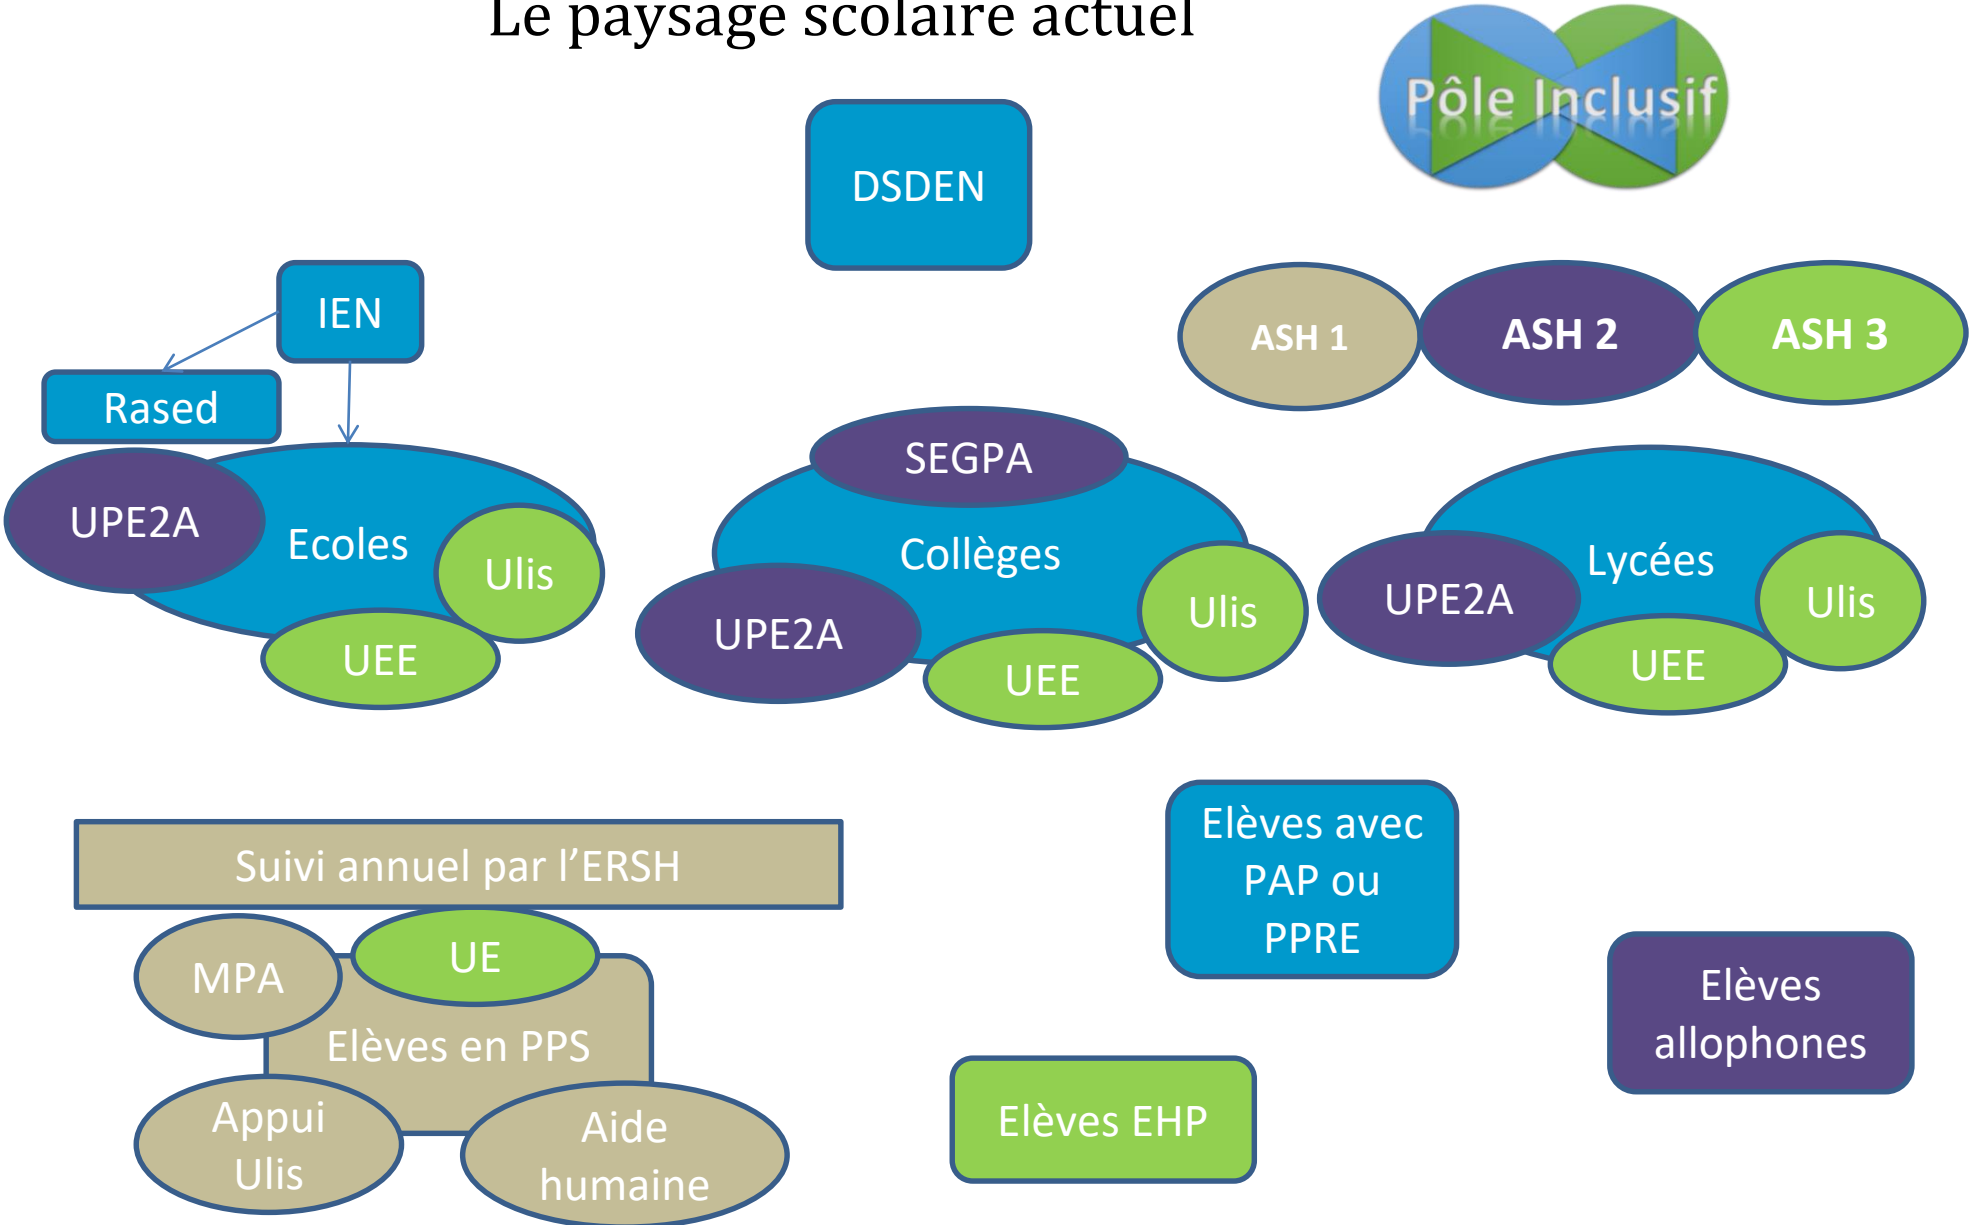 Le paysage scolaire actuel
Pôle Inclusif
DSDEN
IEN
ASH 1
ASH 2
ASH 3
Rased
SEGPA
UPE2A
Ecoles
Ulis
UEE
Collèges
UPE2A
Ulis
UEE
Lycées
UPE2A
Ulis
UEE
Suivi annuel par l’ERSH
MPA
UE
Elèves en PPS
Appui
Ulis
Aide
humaine
Elèves avec
PAP ou
PPRE
Elèves
allophones
Elèves EHP